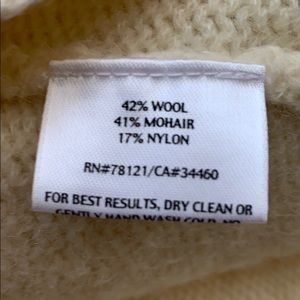 42% WOOL
41% MOHAIR
17% NYLON
RN#78121/CA#34460
FOR BEST RESULTS, DRY CLEAN OR
GENTLY HAND WASH COLD, NO